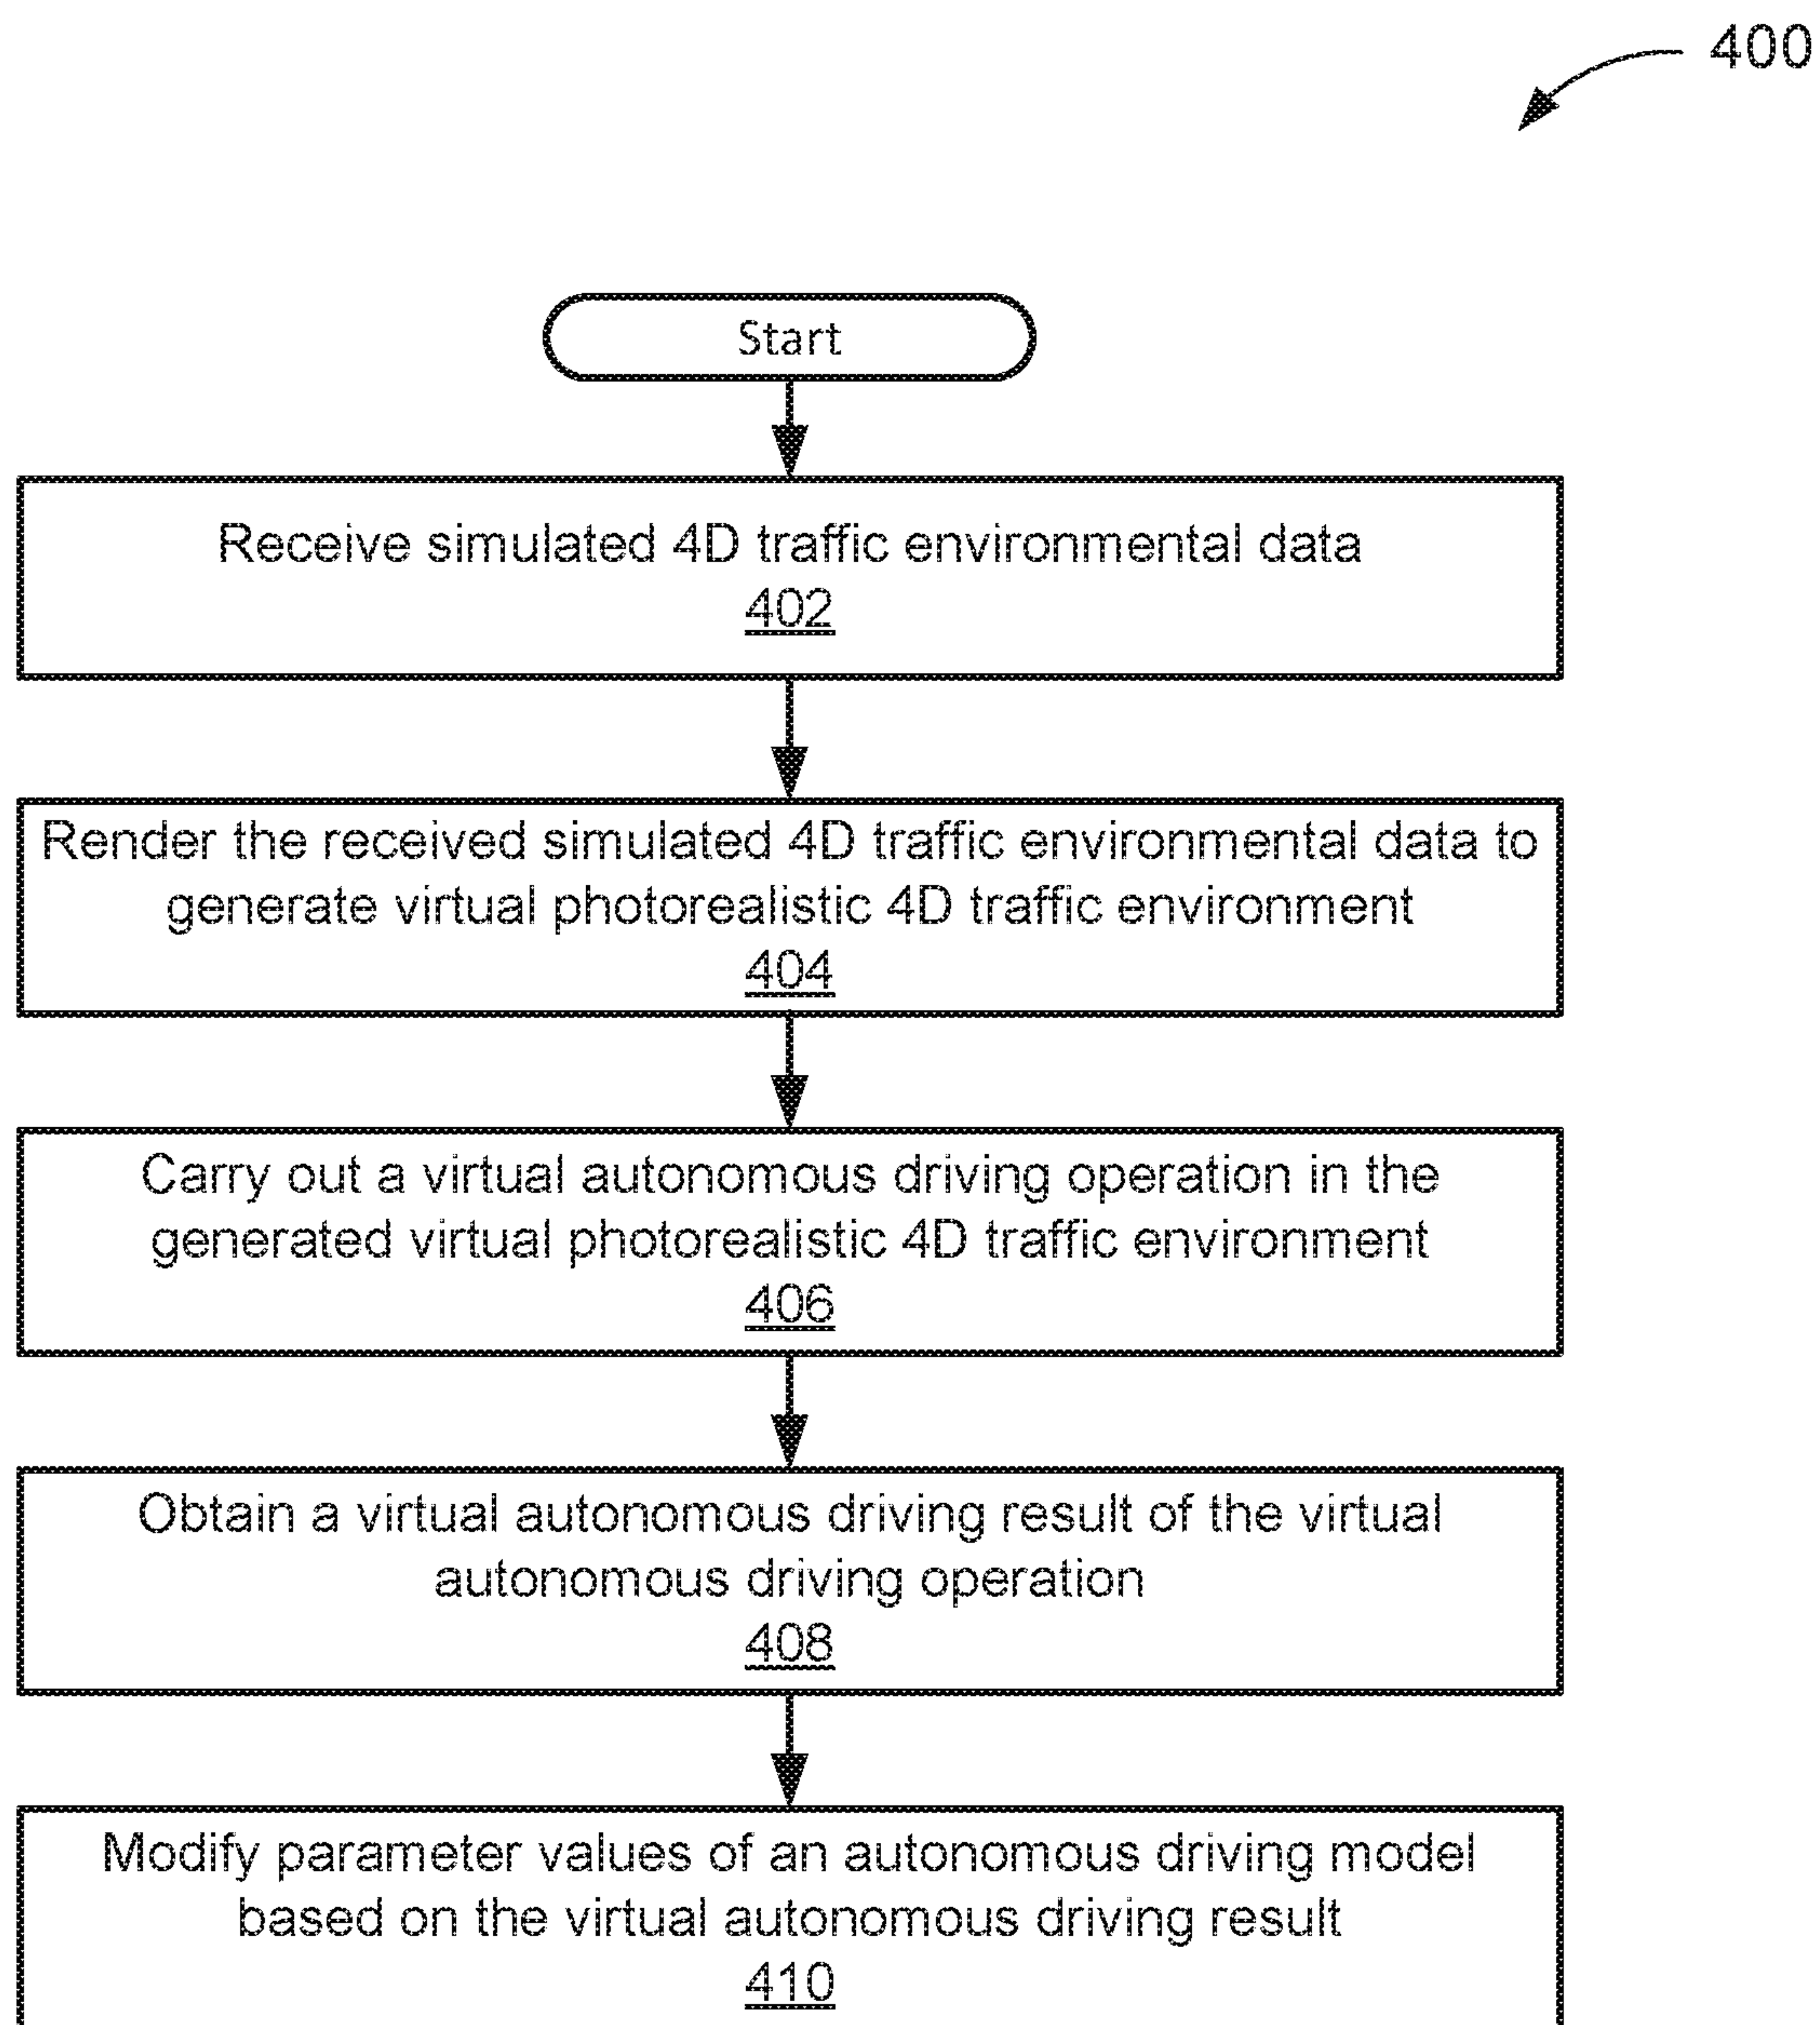 400
Start
Receive simulated 4D traffic environmental data
402
Render the received simulated 4D traffic environmental data to
generate virtual photorealistic 4D traffic environment
404
Carry out a virtual autonomous driving operation in the
generated virtual photorealistic 4D traffic environment
406
Obtain a virtual autonomous driving result of the virtual
autonomous driving operation
408
Modify parameter values of an autonomous driving model
based on the virtual autonomous driving result
410